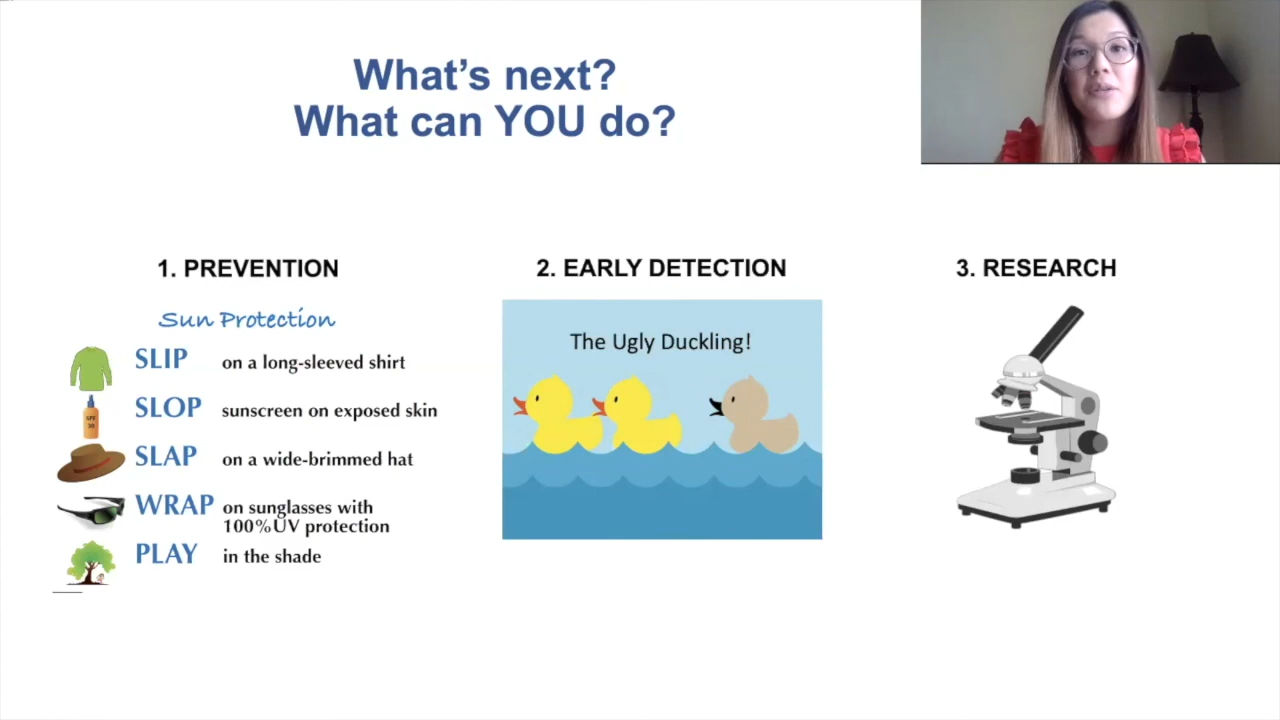 What's next?
What can YOU do?
1. PREVENTION
Sun Protection
SLIP on a long-sleeved shirt
SLOP sunscreen on exposed skin
SPF
30
SLAP on a wide-brimmed hat
WRAP on sunglasses with
100%UV protection
PLAY in the shade
2. EARLY DETECTION
The Ugly Duckling!
3. RESEARCH